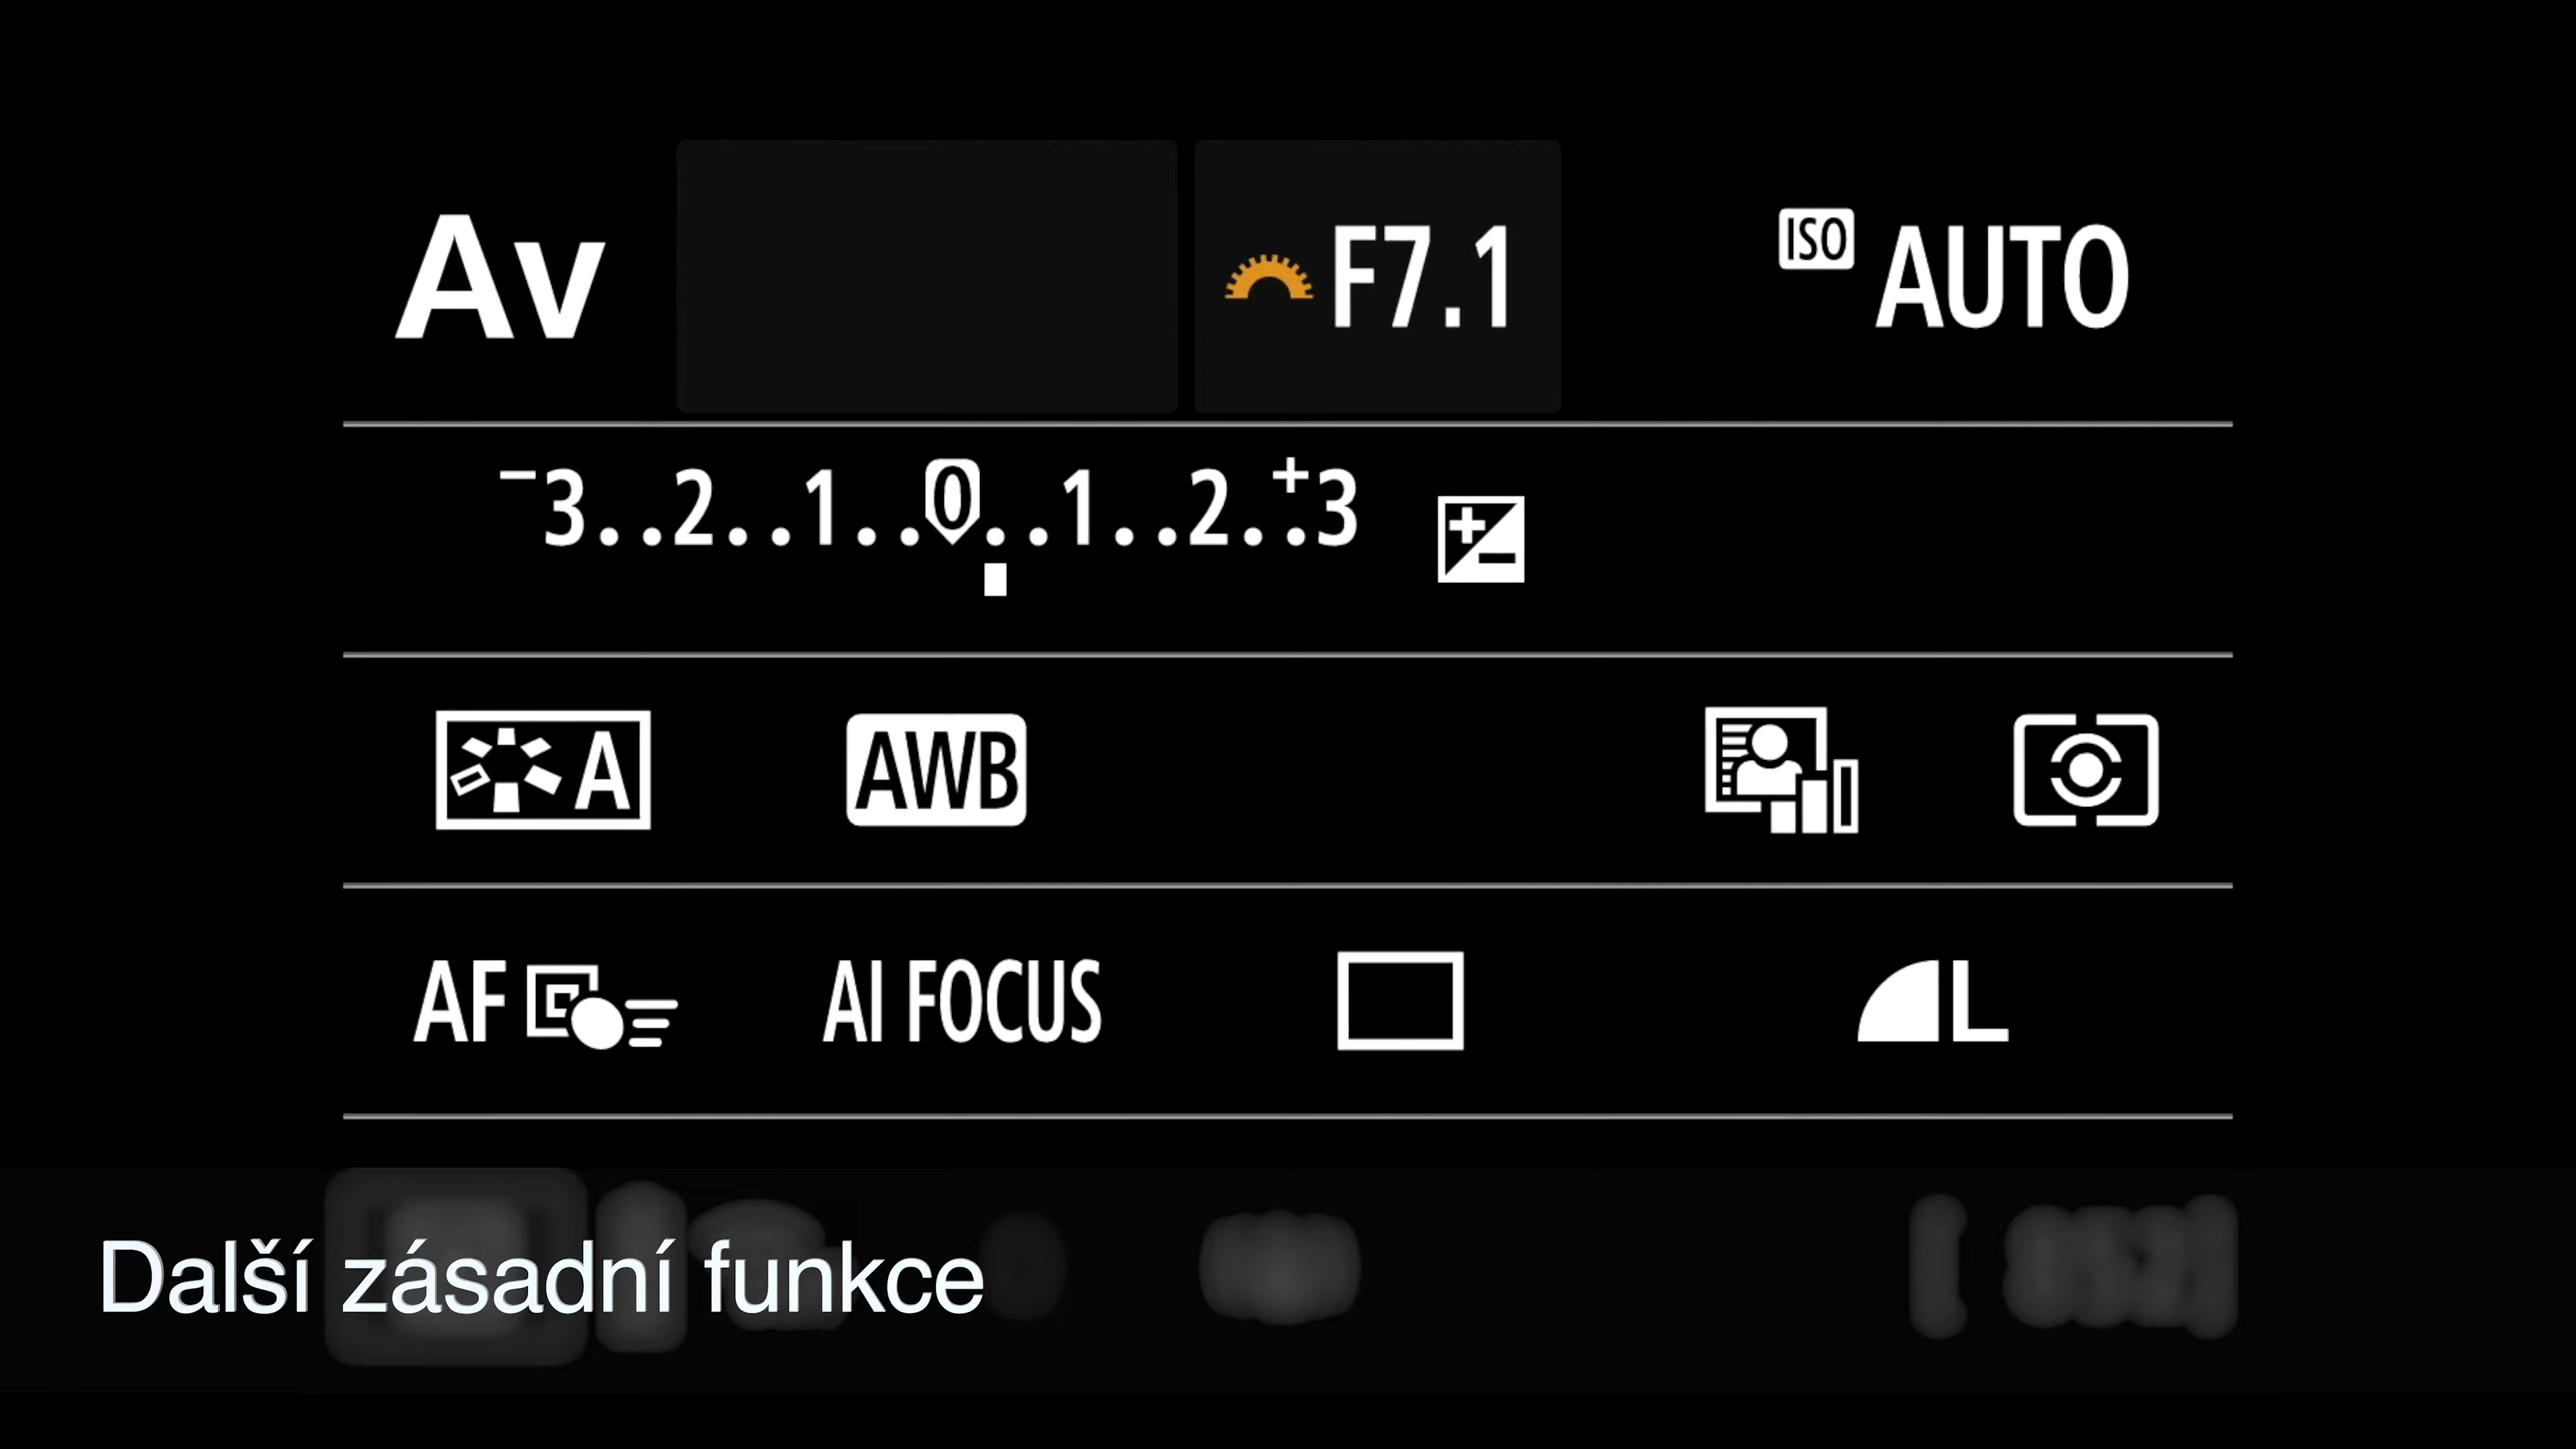 Av F7.1 ISO AUTO
-3..2..1..0..1..2..+3
A AWB
AF AI FOCUS L
Další zásadní funkce